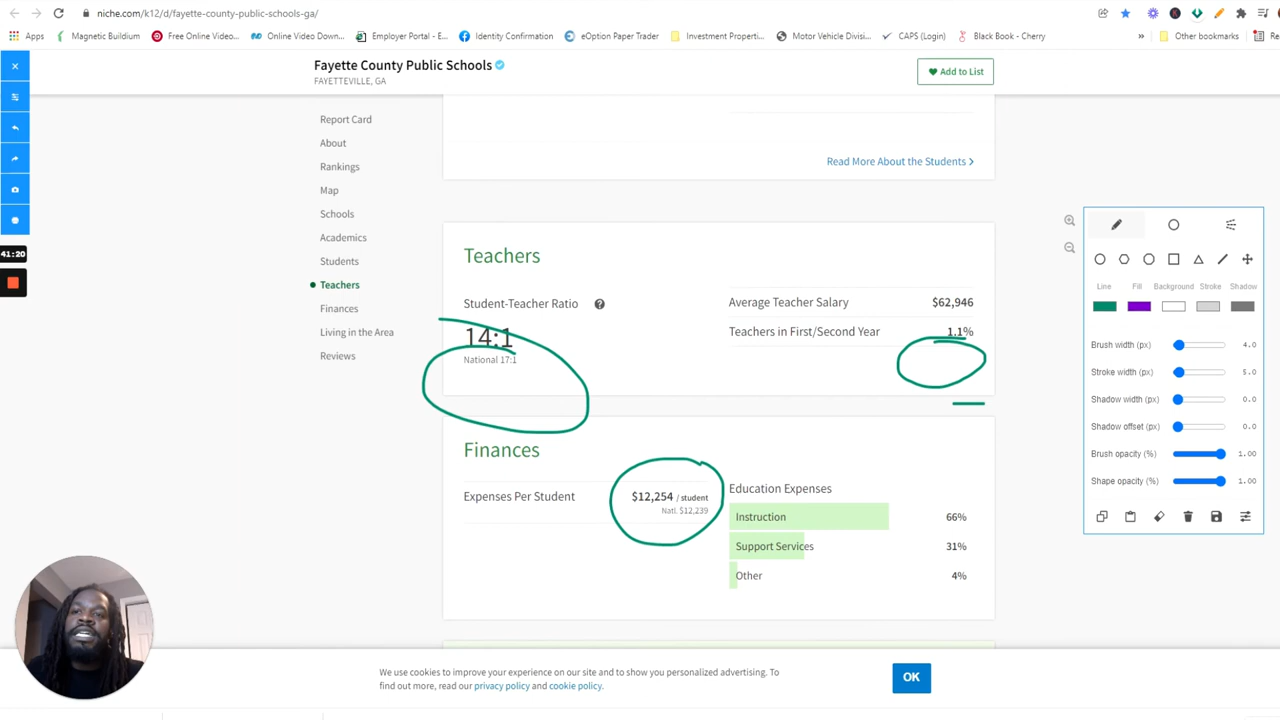 niche.com/k12/d/fayette-county-public-schools-ga/
Apps
Magnetic Buildium
Free Online Video...
Online Video Down...
Employer Portal - E...
Identity Confirmation
eOption Paper Trader
Investment Properti...
Motor Vehicle Divisi...
CAPS (Login)
Black Book - Cherry
»
Other bookmarks
Re
Fayette County Public Schools
FAYETTEVILLE, GA
Add to List
Report Card
About
Rankings
Map
Schools
Academics
Students
Teachers
Finances
Living in the Area
Reviews
41:20
Read More About the Students
Teachers
Student-Teacher Ratio
14:1
National 17:1
Average Teacher Salary $62,946
Teachers in First/Second Year 1.1%
Finances
Expenses Per Student $12,254 / student
Natl. $12,239
Education Expenses
Instruction 66%
Support Services 31%
Other 4%
Line Fill Background Stroke Shadow
Brush width (px) 4.0
Stroke width (px) 5.0
Shadow width (px) 0.0
Shadow offset (px) 0.0
Brush opacity (%) 1.00
Shape opacity (%) 1.00
We use cookies to improve your experience on our site and to show you personalized advertising. To
find out more, read our privacy policy and cookie policy.
OK